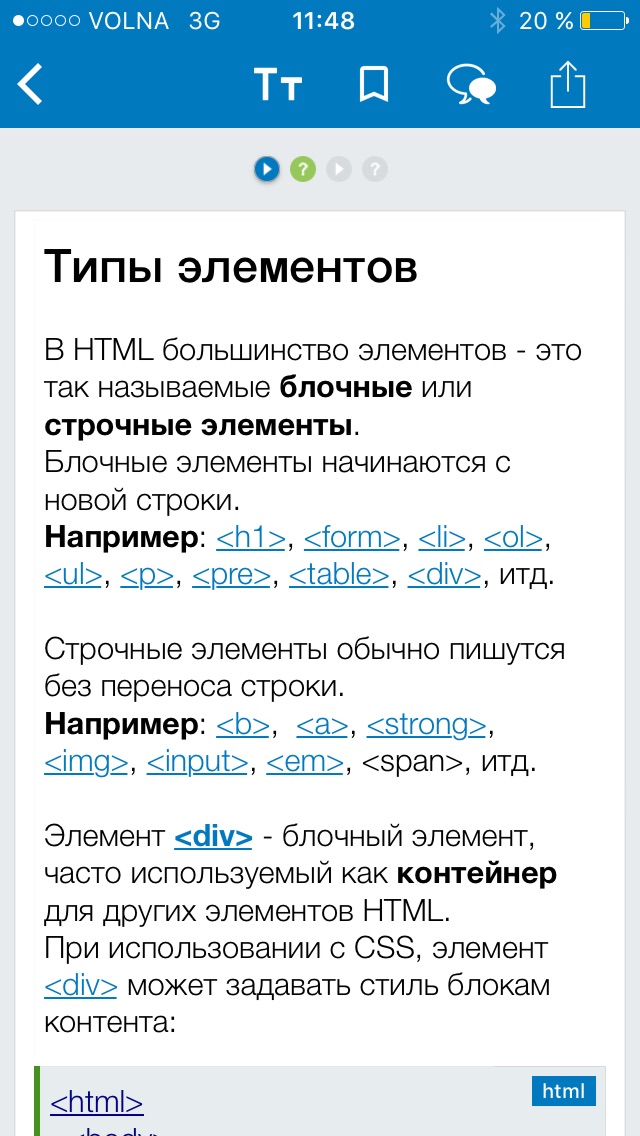 VOLNA 3G 11:48 20 %
Тт
? ?
Типы элементов
В HTML большинство элементов - это
так называемые блочные или
строчные элементы.
Блочные элементы начинаются с
новой строки.
Например: <h1>, <form>, <li>, <ol>,
<ul>, <p>, <pre>, <table>, <div>, итд.
Строчные элементы обычно пишутся
без переноса строки.
Например: <b>, <a>, <strong>,
<img>, <input>, <em>, <span>, итд.
Элемент <div> - блочный элемент,
часто используемый как контейнер
для других элементов HTML.
При использовании с CSS, элемент
<div> может задавать стиль блокам
контента:
html
<html>
<body>